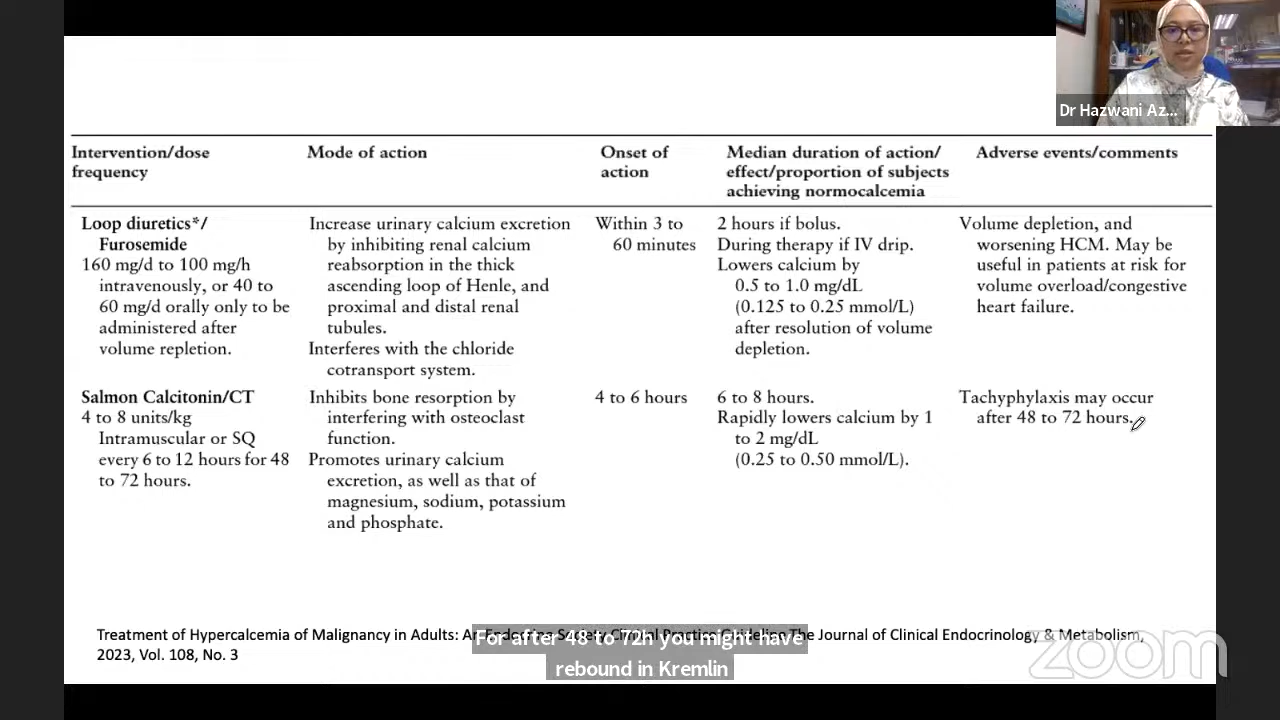 Dr Hazwani Az...
Intervention/dose frequency
Mode of action
Onset of action
Median duration of action/ effect/proportion of subjects achieving normocalcemia
Adverse events/comments
Loop diuretics*/
Furosemide
160 mg/d to 100 mg/h
intravenously, or 40 to
60 mg/d orally only to be
administered after
volume repletion.
Increase urinary calcium excretion
by inhibiting renal calcium
reabsorption in the thick
ascending loop of Henle, and
proximal and distal renal
tubules.
Interferes with the chloride
cotransport system.
Within 3 to
60 minutes
2 hours if bolus.
During therapy if IV drip.
Lowers calcium by
0.5 to 1.0 mg/dL
(0.125 to 0.25 mmol/L)
after resolution of volume
depletion.
Volume depletion, and
worsening HCM. May be
useful in patients at risk for
volume overload/congestive
heart failure.
Salmon Calcitonin/CT
4 to 8 units/kg
Intramuscular or SQ
every 6 to 12 hours for 48
to 72 hours.
Inhibits bone resorption by
interfering with osteoclast
function.
Promotes urinary calcium
excretion, as well as that of
magnesium, sodium, potassium
and phosphate.
4 to 6 hours
6 to 8 hours.
Rapidly lowers calcium by 1
to 2 mg/dL
(0.25 to 0.50 mmol/L).
Tachyphylaxis may occur
after 48 to 72 hours.
Treatment of Hypercalcemia of Malignancy in Adults: An Endocrine Society Clinical Practice Guideline The Journal of Clinical Endocrinology & Metabolism,
2023, Vol. 108, No. 3
For after 48 to 72h you might have
rebound in Kremlin
zoom